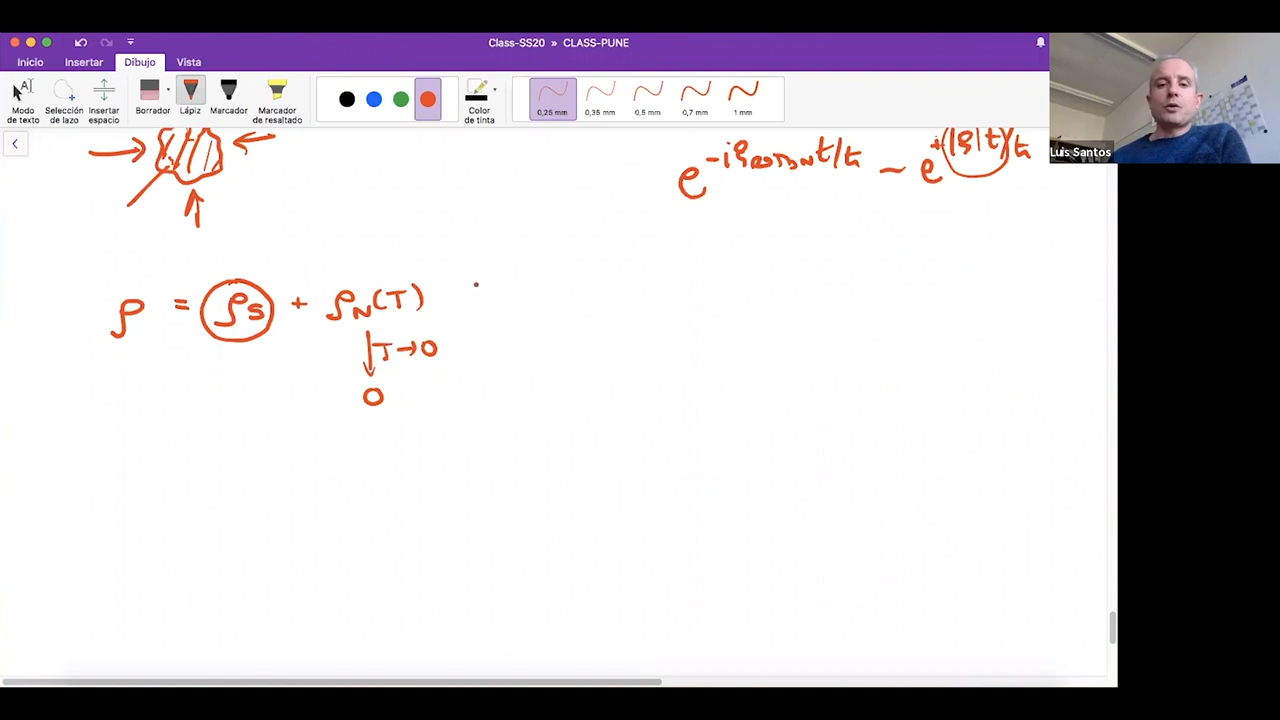 Class-SS20 » CLASS-PUNE
Inicio Insertar Dibujo Vista
Modo de texto
Selección de lazo
Insertar espacio
Borrador
Lápiz
Marcador
Marcador de resaltado
Color de tinta
0,25 mm
0,35 mm
0,5 mm
0,7 mm
1 mm
Luis Santos
ρ = ρs + ρN(T)
T → 0
0